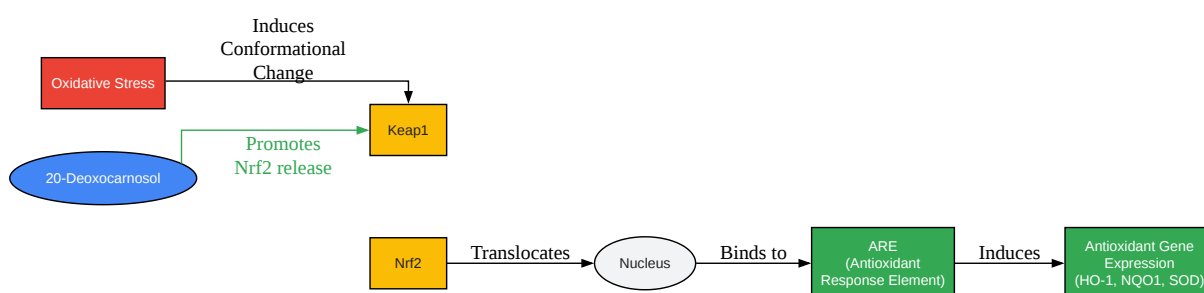 Induces
Conformational
Change
Oxidative Stress
Keap1
Promotes
Nrf2 release
20-Deoxocarnosol
Nrf2
Translocates
Nucleus
Binds to
ARE
(Antioxidant
Response Element)
Induces
Antioxidant Gene
Expression
(HO-1, NQO1, SOD)